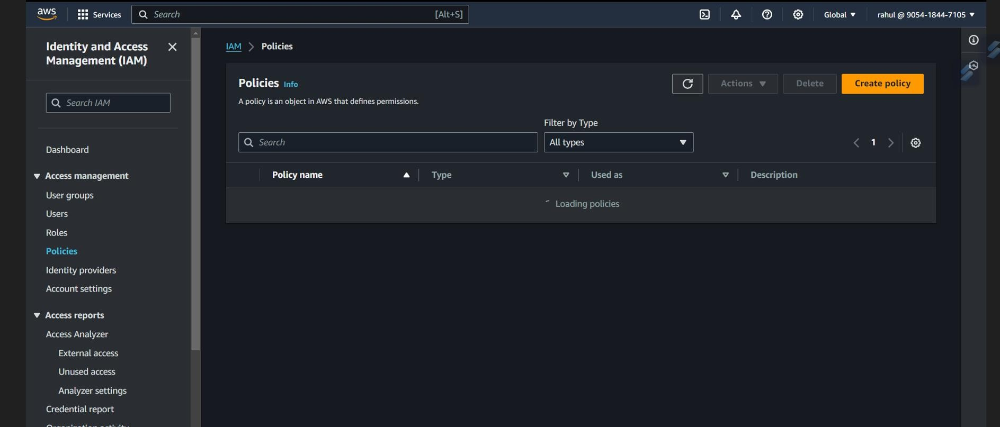 aws
Services
Search
[Alt+S]
Global
rahul @ 9054-1844-7105
Identity and Access
Management (IAM)
Search IAM
Dashboard
Access management
User groups
Users
Roles
Policies
Identity providers
Account settings
Access reports
Access Analyzer
External access
Unused access
Analyzer settings
Credential report
IAM
Policies
Policies Info
A policy is an object in AWS that defines permissions.
Actions
Delete
Create policy
Filter by Type
Search
All types
1
Policy name
Type
Used as
Description
Loading policies